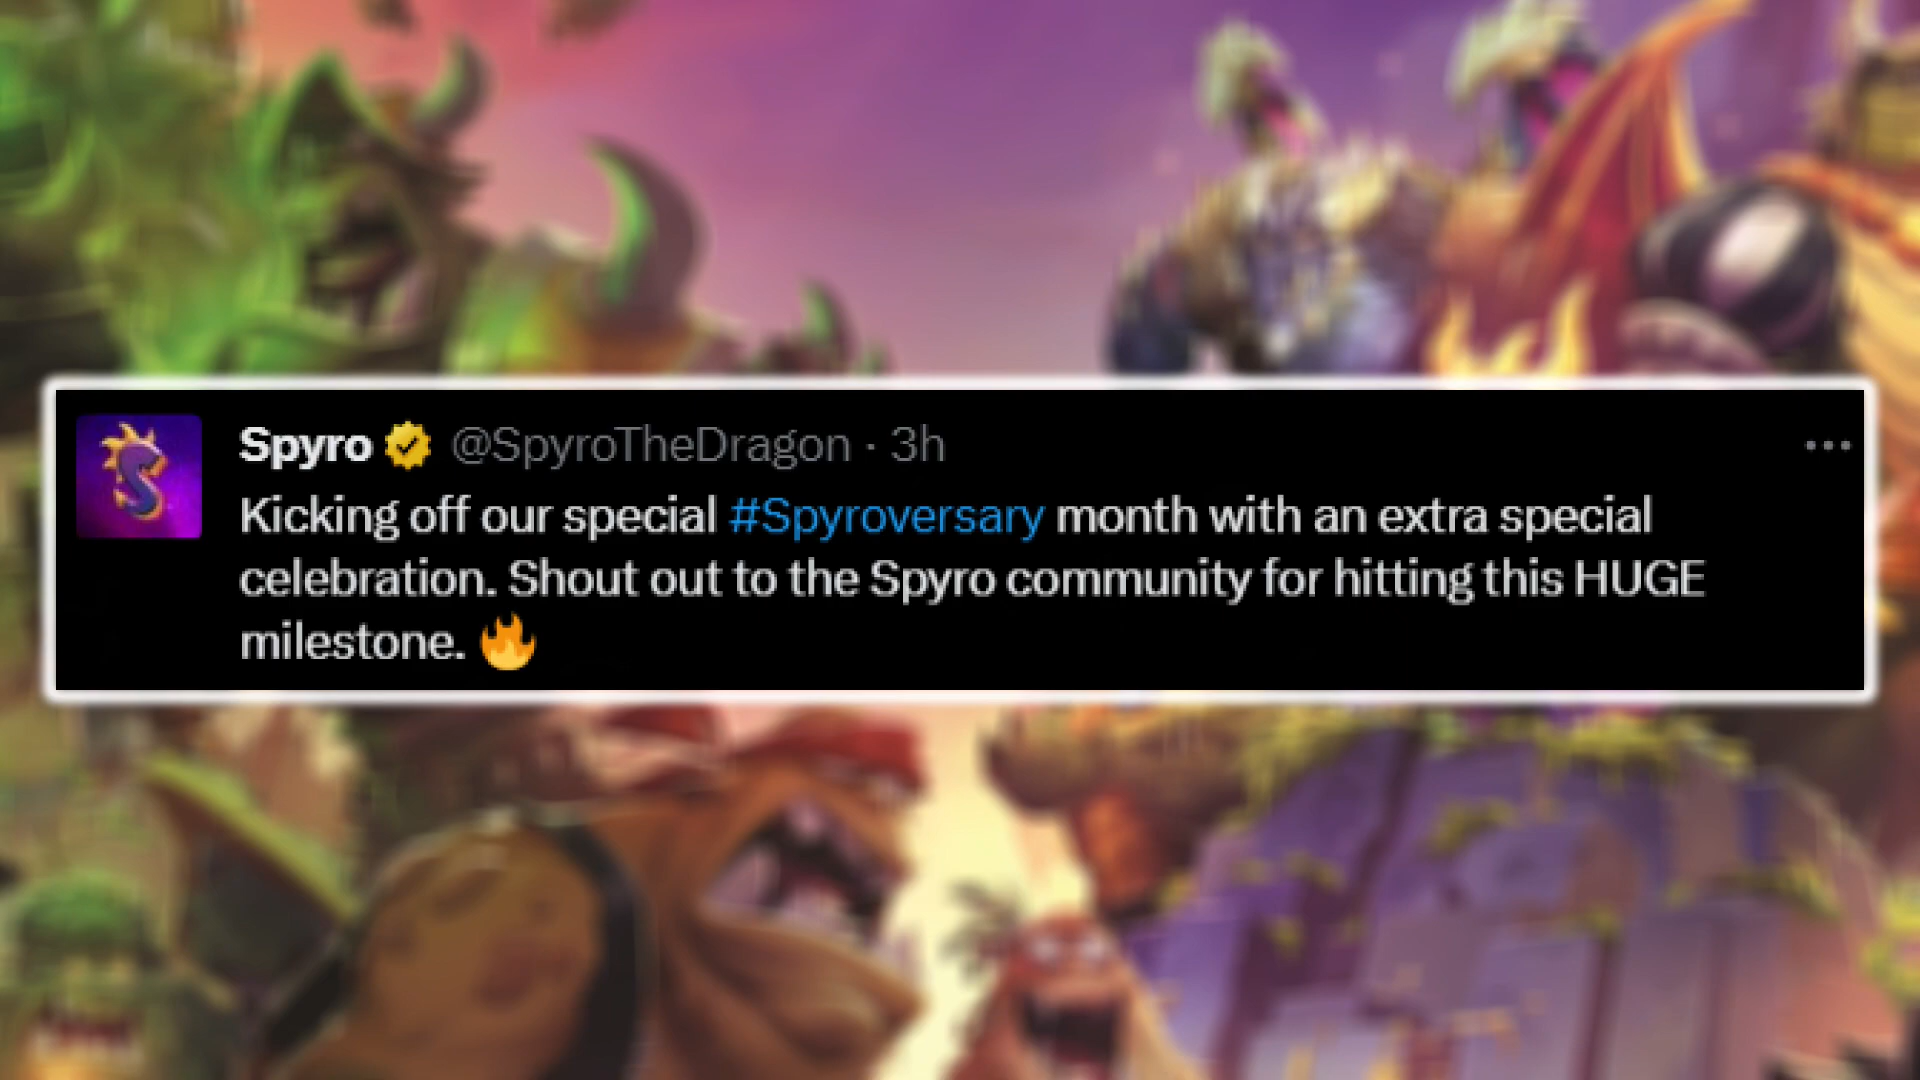 Spyro @SpyroTheDragon · 3h
Kicking off our special #Spyroversary month with an extra special
celebration. Shout out to the Spyro community for hitting this HUGE
milestone. 🔥